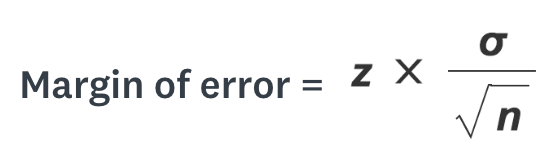 Margin of error = z × σ / √n